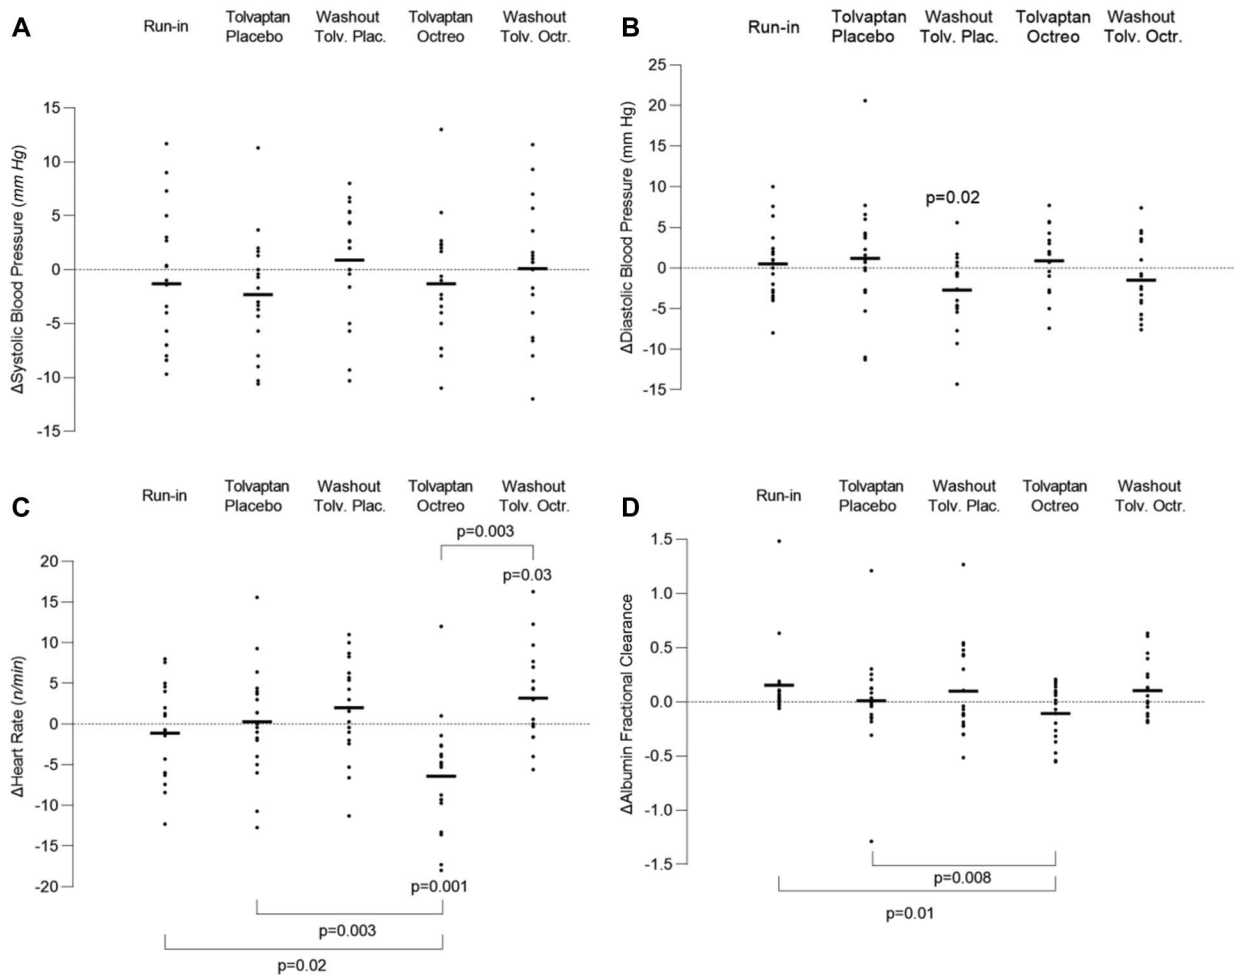 A
Run-in
Tolvaptan
Placebo
Washout
Tolv. Plac.
Tolvaptan
Octreo
Washout
Tolv. Octr.
ΔSystolic Blood Pressure (mm Hg)
15
10
5
0
-5
-10
-15
B
Run-in
Tolvaptan
Placebo
Washout
Tolv. Plac.
Tolvaptan
Octreo
Washout
Tolv. Octr.
ΔDiastolic Blood Pressure (mm Hg)
25
20
15
10
5
0
-5
-10
-15
p=0.02
C
Run-in
Tolvaptan
Placebo
Washout
Tolv. Plac.
Tolvaptan
Octreo
Washout
Tolv. Octr.
p=0.003
p=0.03
ΔHeart Rate (n/min)
20
15
10
5
0
-5
-10
-15
-20
p=0.001
p=0.003
p=0.02
D
Run-in
Tolvaptan
Placebo
Washout
Tolv. Plac.
Tolvaptan
Octreo
Washout
Tolv. Octr.
ΔAlbumin Fractional Clearance
1.5
1.0
0.5
0.0
-0.5
-1.0
-1.5
p=0.008
p=0.01